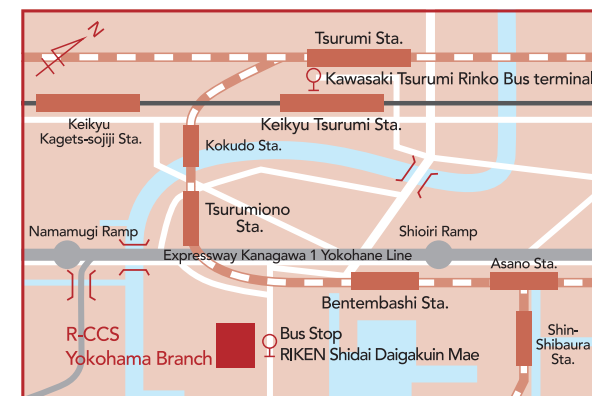 N
Tsurumi Sta.
Kawasaki Tsurumi Rinko Bus terminal
Keikyu
Kagets-sojiji Sta.
Keikyu Tsurumi Sta.
Kokudo Sta.
Tsurumiono
Sta.
Namamugi Ramp
Shioiri Ramp
Expressway Kanagawa 1 Yokohane Line
Asano Sta.
Bentembashi Sta.
R-CCS
Yokohama Branch
Bus Stop
RIKEN Shidai Daigakuin Mae
Shin-
Shibaura
Sta.